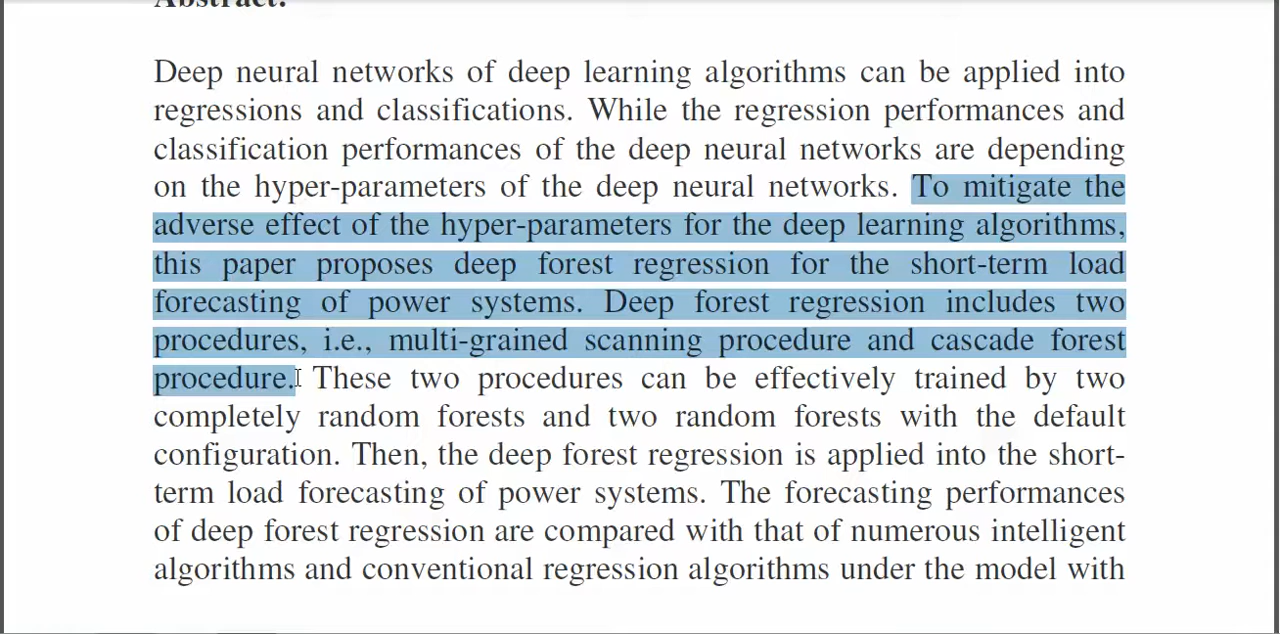 Abstract.
Deep neural networks of deep learning algorithms can be applied into
regressions and classifications. While the regression performances and
classification performances of the deep neural networks are depending
on the hyper-parameters of the deep neural networks. To mitigate the
adverse effect of the hyper-parameters for the deep learning algorithms,
this paper proposes deep forest regression for the short-term load
forecasting of power systems. Deep forest regression includes two
procedures, i.e., multi-grained scanning procedure and cascade forest
procedure. These two procedures can be effectively trained by two
completely random forests and two random forests with the default
configuration. Then, the deep forest regression is applied into the short-
term load forecasting of power systems. The forecasting performances
of deep forest regression are compared with that of numerous intelligent
algorithms and conventional regression algorithms under the model with